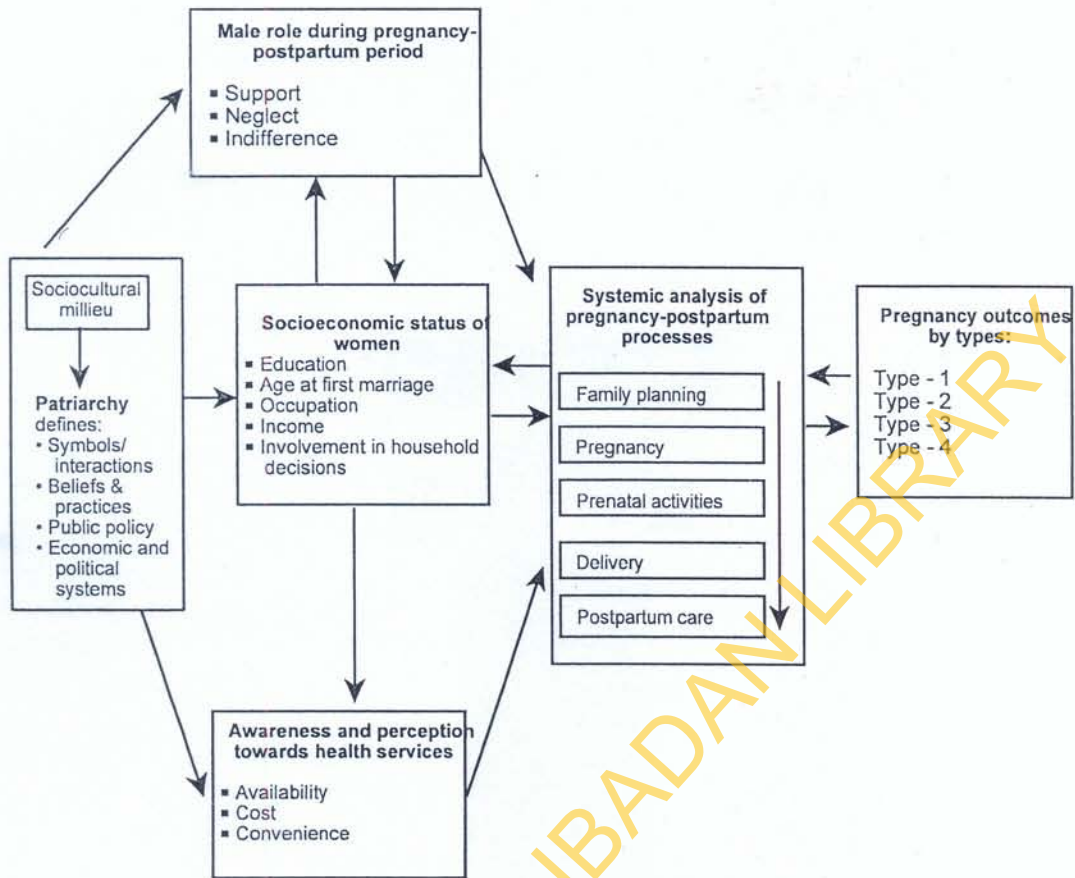 Male role during pregnancy-
postpartum period
▪ Support
▪ Neglect
▪ Indifference
Sociocultural
millieu
Patriarchy
defines:
• Symbols/
interactions
• Beliefs &
practices
• Public policy
• Economic and
political
systems
Socioeconomic status of
women
▪ Education
▪ Age at first marriage
▪ Occupation
▪ Income
▪ Involvement in household
decisions
Awareness and perception
towards health services
▪ Availability
▪ Cost
▪ Convenience
Systemic analysis of
pregnancy-postpartum
processes
Family planning
Pregnancy
Prenatal activities
Delivery
Postpartum care
Pregnancy outcomes
by types:
Type - 1
Type - 2
Type - 3
Type - 4
IBADAN LIBRARY